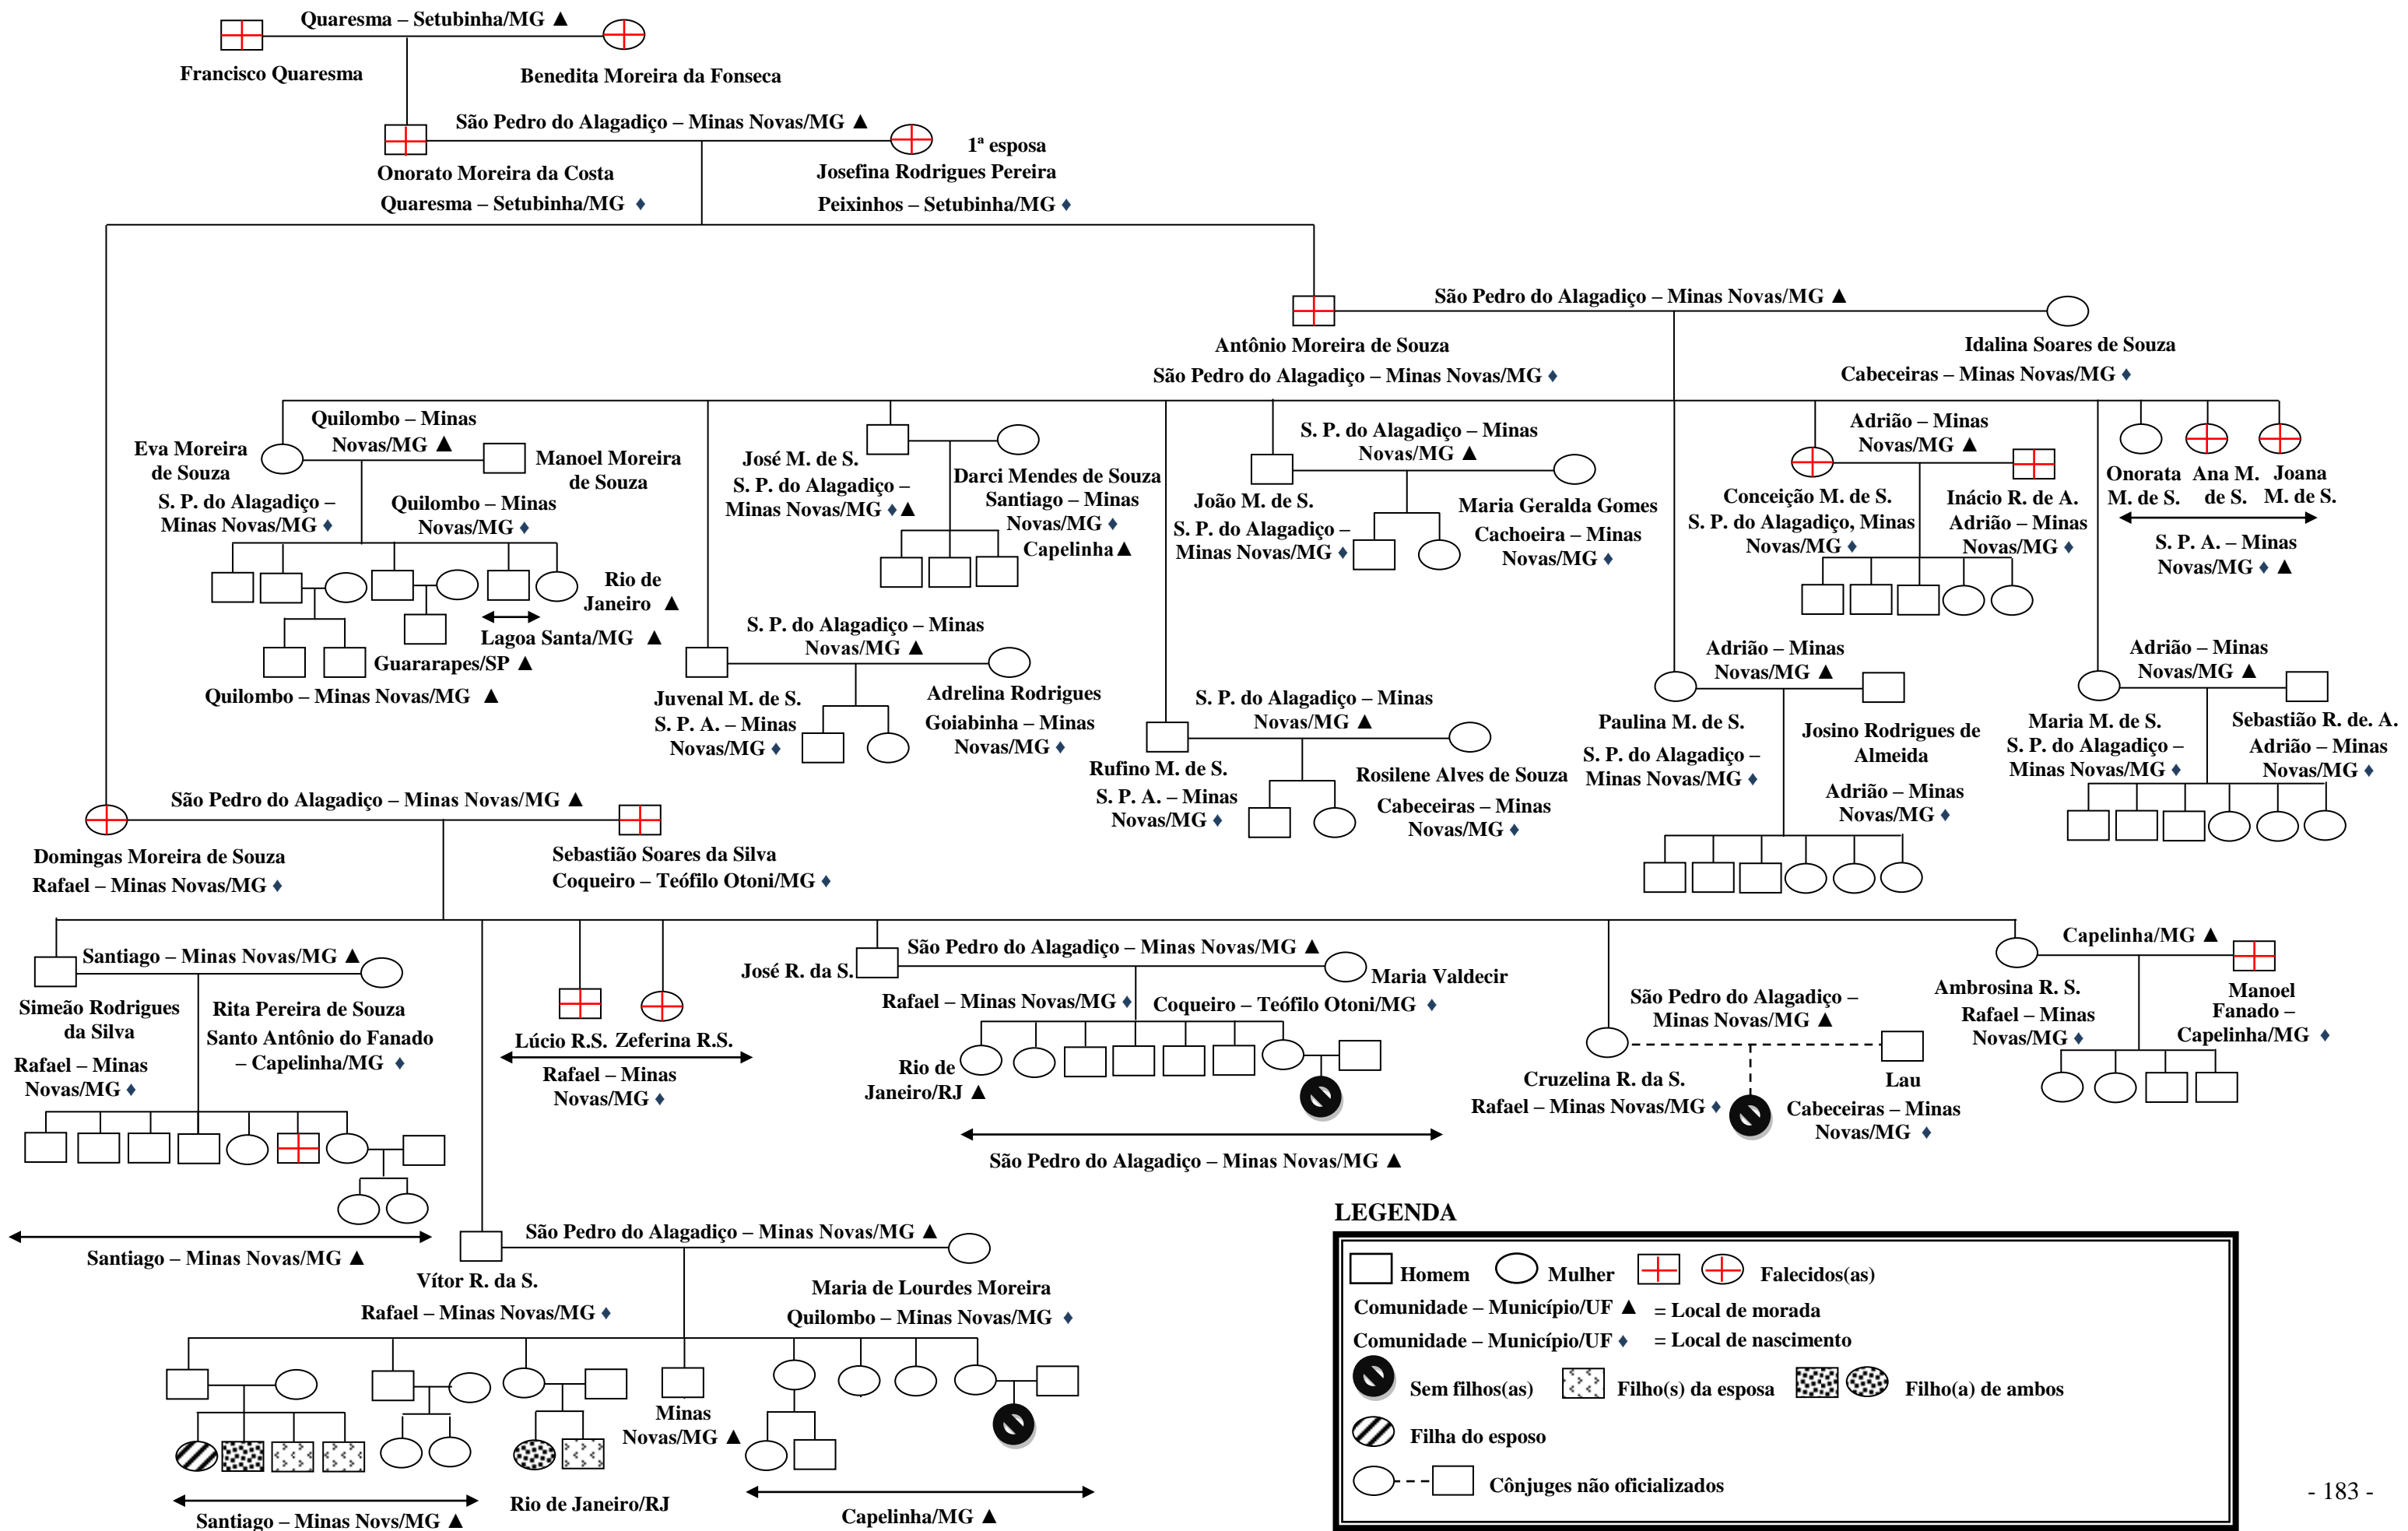 Quaresma – Setubinha/MG ▲
Francisco Quaresma
Benedita Moreira da Fonseca
São Pedro do Alagadiço – Minas Novas/MG ▲
1ª esposa
Onorato Moreira da Costa
Quaresma – Setubinha/MG ♦
Josefina Rodrigues Pereira
Peixinhos – Setubinha/MG ♦
São Pedro do Alagadiço – Minas Novas/MG ▲
Antônio Moreira de Souza
São Pedro do Alagadiço – Minas Novas/MG ♦
Idalina Soares de Souza
Cabeceiras – Minas Novas/MG ♦
Quilombo – Minas
Novas/MG ▲
Eva Moreira
de Souza
S. P. do Alagadiço –
Minas Novas/MG ♦
Manoel Moreira
de Souza
Quilombo – Minas
Novas/MG ♦
Rio de
Janeiro ▲
Lagoa Santa/MG ▲
Guararapes/SP ▲
Quilombo – Minas Novas/MG ▲
José M. de S.
S. P. do Alagadiço –
Minas Novas/MG ♦▲
Darci Mendes de Souza
Santiago – Minas
Novas/MG ♦
Capelinha▲
S. P. do Alagadiço – Minas
Novas/MG ▲
Juvenal M. de S.
S. P. A. – Minas
Novas/MG ♦
Adrelina Rodrigues
Goiabinha – Minas
Novas/MG ♦
S. P. do Alagadiço – Minas
Novas/MG ▲
João M. de S.
S. P. do Alagadiço –
Minas Novas/MG ♦
Maria Geralda Gomes
Cachoeira – Minas
Novas/MG ♦
S. P. do Alagadiço – Minas
Novas/MG ▲
Rufino M. de S.
S. P. A. – Minas
Novas/MG ♦
Rosilene Alves de Souza
Cabeceiras – Minas
Novas/MG ♦
Adrião – Minas
Novas/MG ▲
Conceição M. de S.
S. P. do Alagadiço, Minas
Novas/MG ♦
Inácio R. de A.
Adrião – Minas
Novas/MG ♦
Onorata
M. de S.
Ana M.
de S.
Joana
M. de S.
S. P. A. – Minas
Novas/MG ♦ ▲
Adrião – Minas
Novas/MG ▲
Paulina M. de S.
S. P. do Alagadiço –
Minas Novas/MG ♦
Josino Rodrigues de
Almeida
Adrião – Minas
Novas/MG ♦
Adrião – Minas
Novas/MG ▲
Maria M. de S.
S. P. do Alagadiço –
Minas Novas/MG ♦
Sebastião R. de. A.
Adrião – Minas
Novas/MG ♦
São Pedro do Alagadiço – Minas Novas/MG ▲
Domingas Moreira de Souza
Rafael – Minas Novas/MG ♦
Sebastião Soares da Silva
Coqueiro – Teófilo Otoni/MG ♦
Santiago – Minas Novas/MG ▲
Simeão Rodrigues
da Silva
Rafael – Minas
Novas/MG ♦
Rita Pereira de Souza
Santo Antônio do Fanado
– Capelinha/MG ♦
Santiago – Minas Novas/MG ▲
Lúcio R.S. Zeferina R.S.
Rafael – Minas
Novas/MG ♦
José R. da S.
São Pedro do Alagadiço – Minas Novas/MG ▲
Maria Valdecir
Rafael – Minas Novas/MG ♦
Coqueiro – Teófilo Otoni/MG ♦
Rio de
Janeiro/RJ ▲
São Pedro do Alagadiço – Minas Novas/MG ▲
São Pedro do Alagadiço –
Minas Novas/MG ▲
Cruzelina R. da S.
Rafael – Minas Novas/MG ♦
Lau
Cabeceiras – Minas
Novas/MG ♦
Capelinha/MG ▲
Ambrosina R. S.
Rafael – Minas
Novas/MG ♦
Manoel
Fanado –
Capelinha/MG ♦
São Pedro do Alagadiço – Minas Novas/MG ▲
Vítor R. da S.
Rafael – Minas Novas/MG ♦
Maria de Lourdes Moreira
Quilombo – Minas Novas/MG ♦
Minas
Novas/MG ▲
Santiago – Minas Novs/MG ▲
Rio de Janeiro/RJ
Capelinha/MG ▲
LEGENDA
Homem Mulher Falecidos(as)
Comunidade – Município/UF ▲ = Local de morada
Comunidade – Município/UF ♦ = Local de nascimento
Sem filhos(as) Filho(s) da esposa Filho(a) de ambos
Filha do esposo
Cônjuges não oficializados
- 183 -